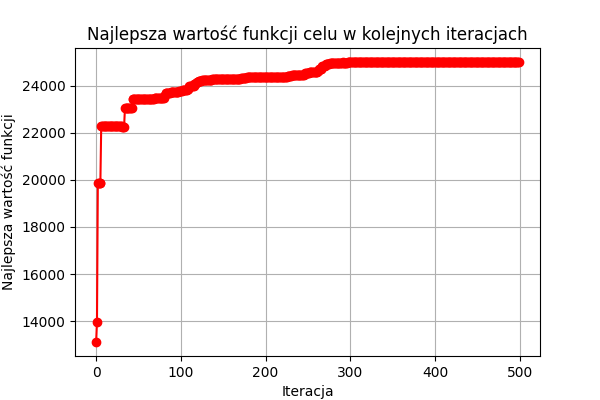 Najlepsza wartość funkcji celu w kolejnych iteracjach
Najlepsza wartość funkcji
24000
22000
20000
18000
16000
14000
0 100 200 300 400 500
Iteracja